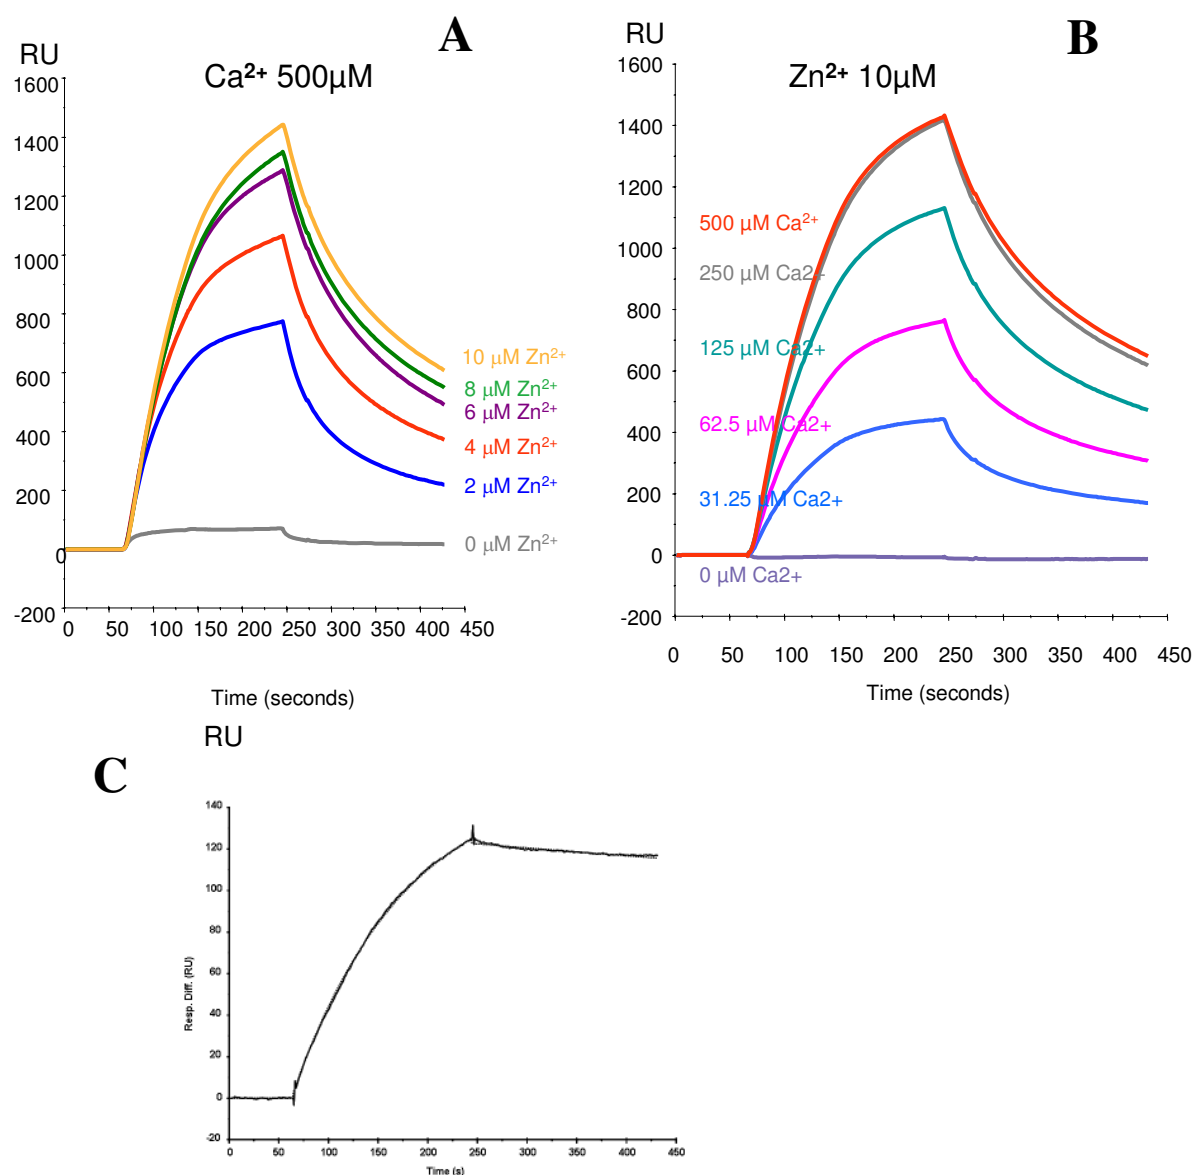 A
RU
Ca²⁺ 500µM
1600
1400
1200
1000
800
600
400
200
0
-200
10 µM Zn²⁺
8 µM Zn²⁺
6 µM Zn²⁺
4 µM Zn²⁺
2 µM Zn²⁺
0 µM Zn²⁺
0 50 100 150 200 250 300 350 400 450
Time (seconds)
B
RU
Zn²⁺ 10µM
1600
1400
1200
1000
800
600
400
200
0
-200
500 µM Ca²⁺
250 µM Ca2+
125 µM Ca2+
62.5 µM Ca2+
31.25 µM Ca2+
0 µM Ca2+
0 50 100 150 200 250 300 350 400 450
Time (seconds)
RU
C
140
120
100
80
60
40
20
0
-20
Resp. Diff. (RU)
0 50 100 150 200 250 300 350 400 450
Time (s)